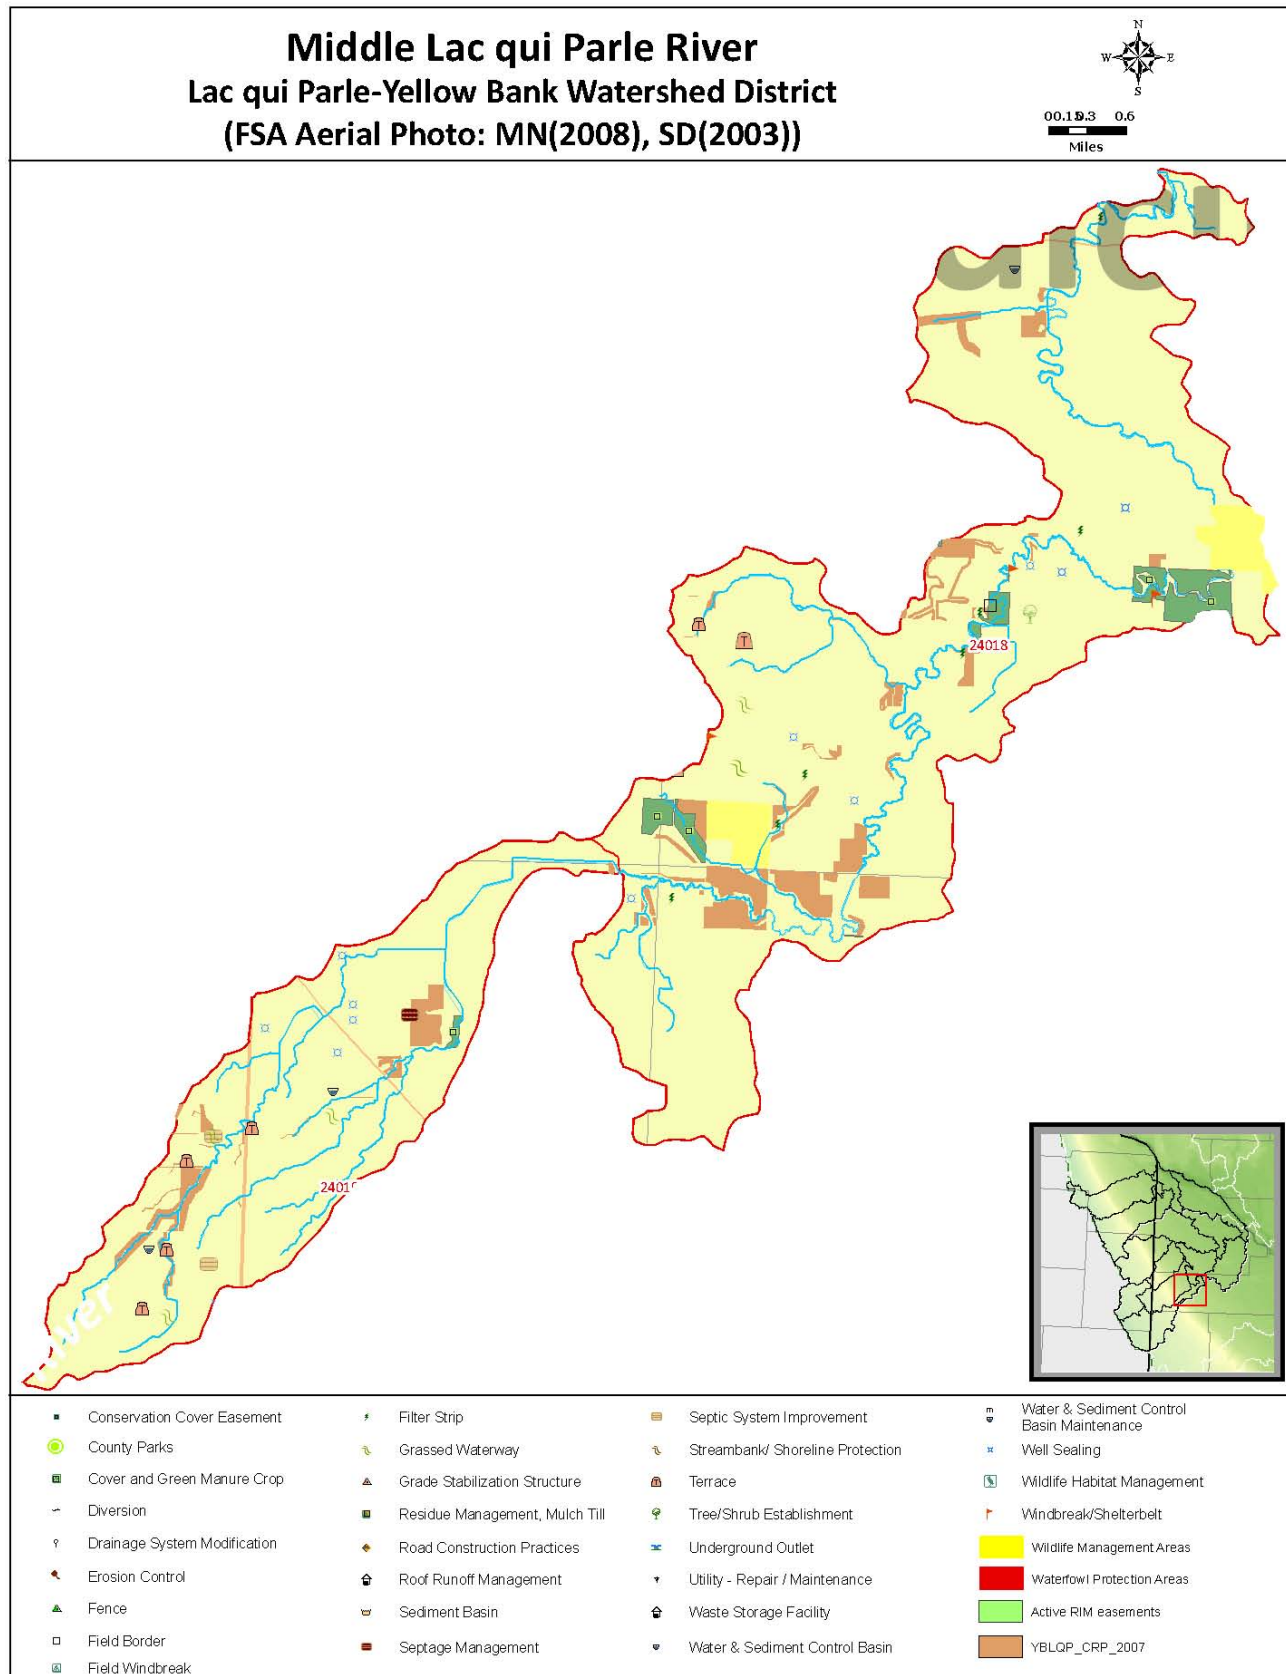 Middle Lac qui Parle River
Lac qui Parle-Yellow Bank Watershed District
(FSA Aerial Photo: MN(2008), SD(2003))
N
W
E
S
0.6
Miles
24018
River
Conservation Cover Easement
County Parks
Cover and Green Manure Crop
Diversion
Drainage System Modification
Erosion Control
Fence
Field Border
Field Windbreak
Filter Strip
Grassed Waterway
Grade Stabilization Structure
Residue Management, Mulch Till
Road Construction Practices
Roof Runoff Management
Sediment Basin
Septage Management
Septic System Improvement
Streambank/ Shoreline Protection
Terrace
Tree/Shrub Establishment
Underground Outlet
Utility - Repair / Maintenance
Waste Storage Facility
Water & Sediment Control Basin
Water & Sediment Control
Basin Maintenance
Well Sealing
Wildlife Habitat Management
Windbreak/Shelterbelt
Wildlife Management Areas
Waterfowl Protection Areas
Active RIM easements
YBLQP_CRP_2007